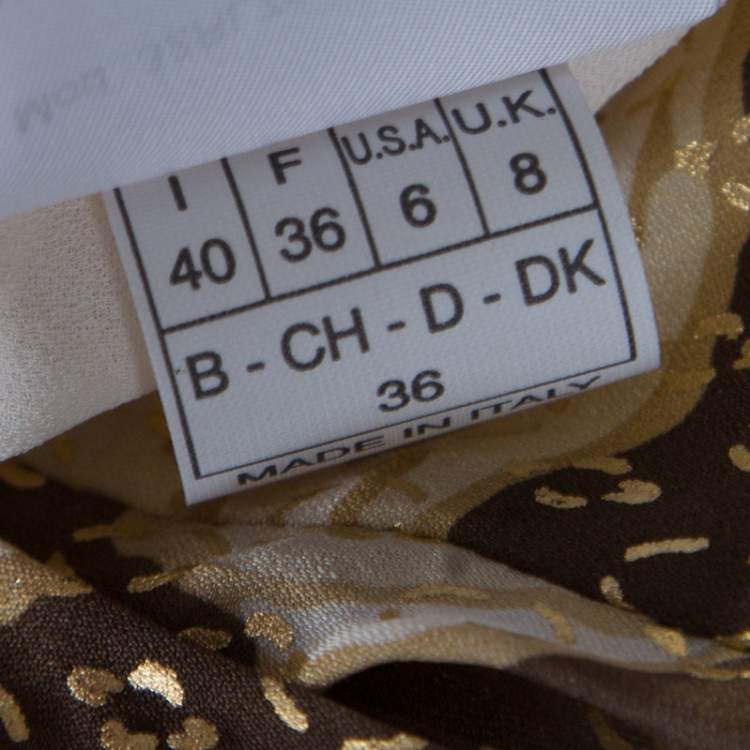 I F U.S.A. U.K.
40 36 6 8
B - CH - D - DK
36
MADE IN ITALY